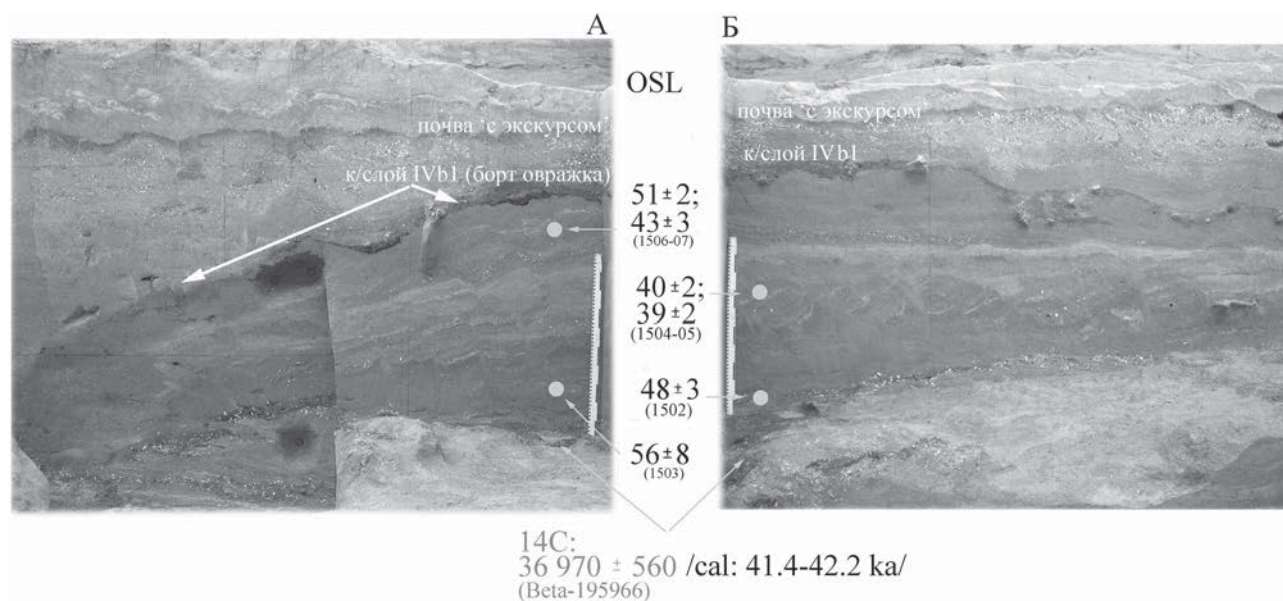 А
Б
OSL
почва ‘с экскурсом’
к/слой IVb1 (борт овражка)
51±2;
43±3
(1506-07)
40±2;
39±2
(1504-05)
48±3
(1502)
56±8
(1503)
почва ‘с экскурсом’
к/слой IVb1
14C:
36 970 ± 560 /cal: 41.4-42.2 ka/
(Beta-195966)